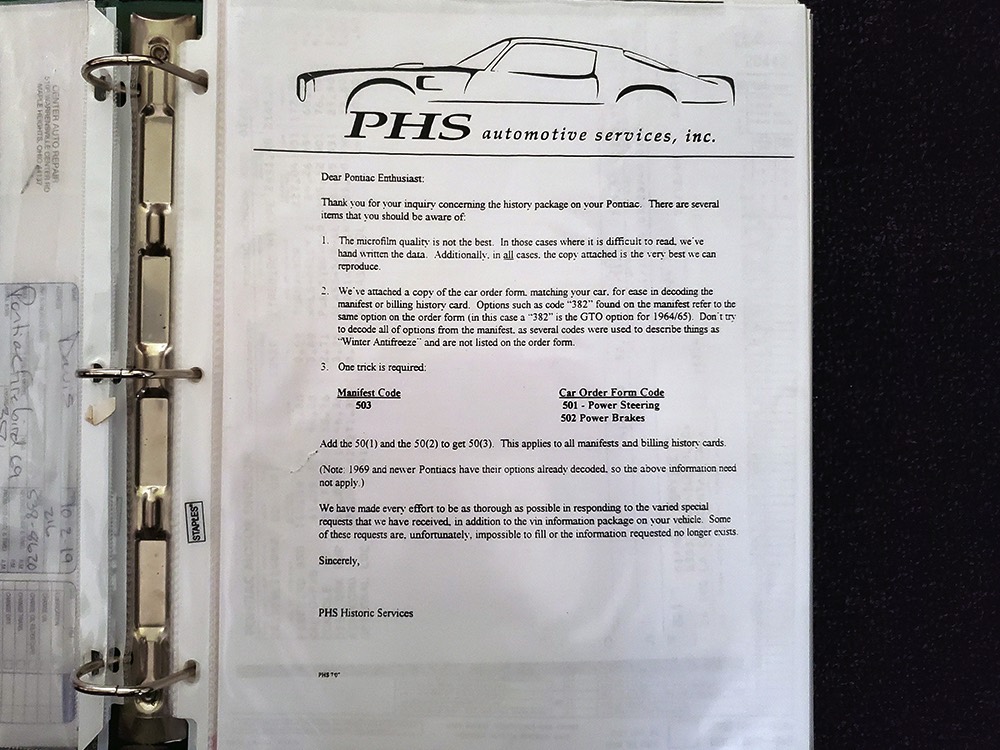 PHS automotive services, inc.
Dear Pontiac Enthusiast:
Thank you for your inquiry concerning the history package on your Pontiac. There are several
items that you should be aware of:
1. The microfilm quality is not the best. In those cases where it is difficult to read, we've
hand written the data. Additionally, in all cases, the copy attached is the very best we can
reproduce.
2. We've attached a copy of the car order form, matching your car, for ease in decoding the
manifest or billing history card. Options such as code "382" found on the manifest refer to the
same option on the order form (in this case a "382" is the GTO option for 1964/65). Don't try
to decode all of options from the manifest, as several codes were used to describe things as
"Winter Antifreeze" and are not listed on the order form.
3. One trick is required:
Manifest Code Car Order Form Code
503 501 - Power Steering
502 Power Brakes
Add the 50(1) and the 50(2) to get 50(3). This applies to all manifests and billing history cards.
(Note: 1969 and newer Pontiacs have their options already decoded, so the above information need
not apply.)
We have made every effort to be as thorough as possible in responding to the varied special
requests that we have received, in addition to the vin information package on your vehicle. Some
of these requests are, unfortunately, impossible to fill or the information requested no longer exists.
Sincerely,
PHS Historic Services
STAPLES
CENTER AUTO REPAIR
MAPLE HEIGHTS, OHIO
Davis
Pontiac Firebird 69